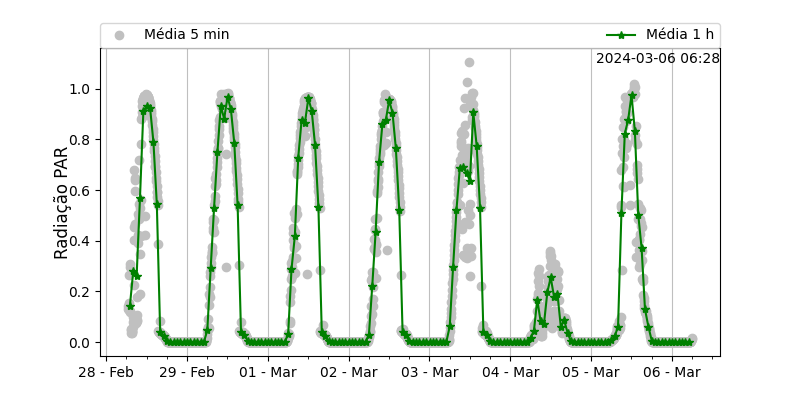 Média 5 min
Média 1 h
2024-03-06 06:28
Radiação PAR
1.0
0.8
0.6
0.4
0.2
0.0
28 - Feb
29 - Feb
01 - Mar
02 - Mar
03 - Mar
04 - Mar
05 - Mar
06 - Mar